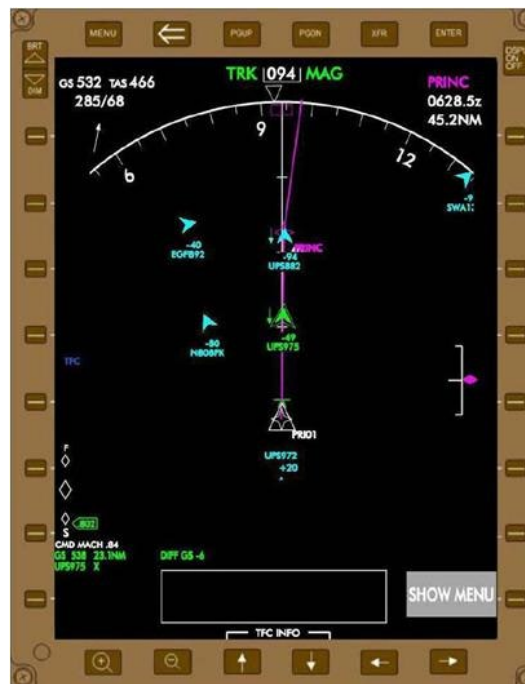 MENU
PGUP
PGDN
XFR
ENTER
BRT
DIM
DSPL
ON
OFF
GS 532 TAS 466
TRK 094 MAG
PRINC
285/68
0628.5z
45.2NM
6
9
12
-9
SWA1
-40
EGF892
PRINC
-94
UPS882
-80
N808PK
-49
UPS975
TFC
PRI01
UPS972
+20
F
S
.802
CMD MACH .84
GS 538 23.1NM
DIFF GS -6
UPS975 X
SHOW MENU
TFC INFO